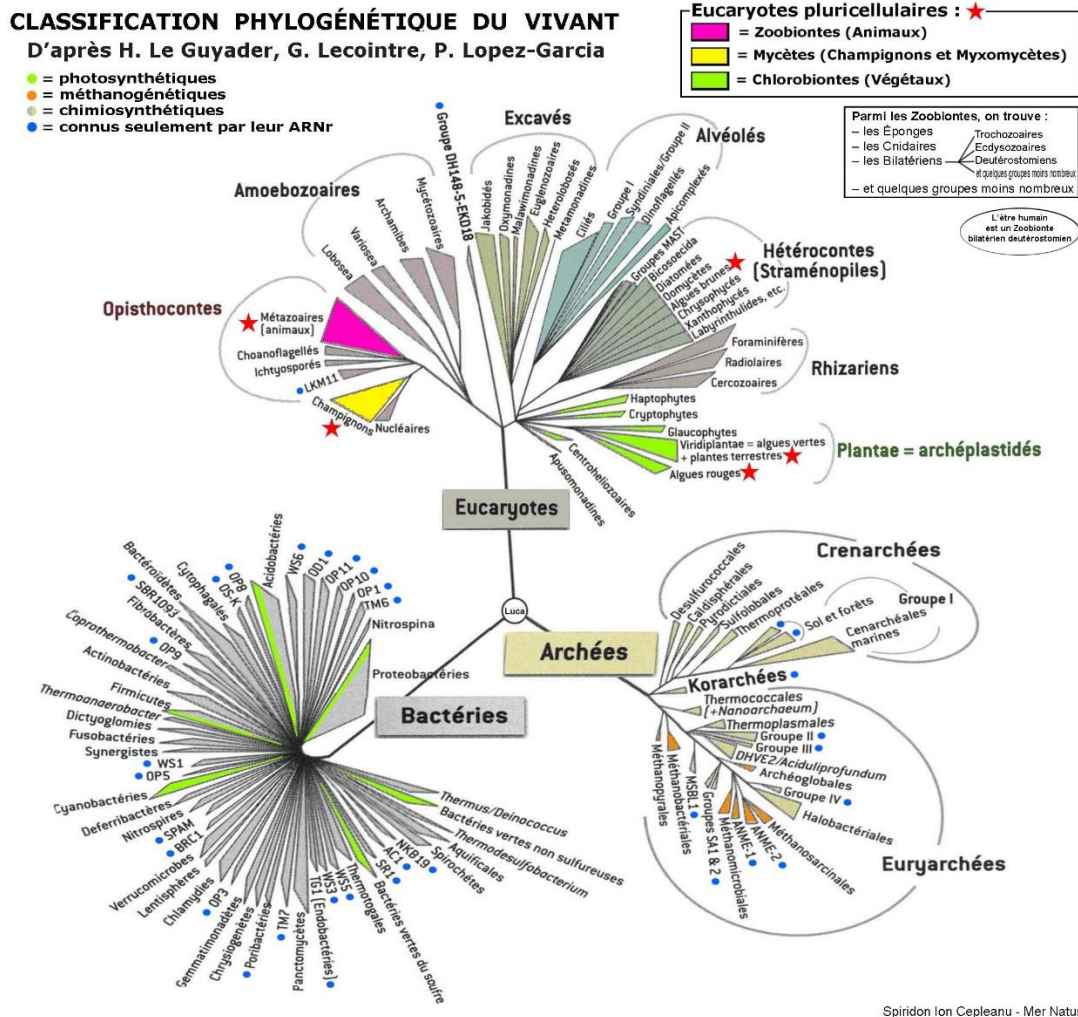 CLASSIFICATION PHYLOGÉNÉTIQUE DU VIVANT
D'après H. Le Guyader, G. Lecointre, P. Lopez-Garcia
= photosynthétiques
= méthanogénétiques
= chimiosynthétiques
= connus seulement par leur ARNr
Eucaryotes pluricellulaires :
= Zoobiontes (Animaux)
= Mycètes (Champignons et Myxomycètes)
= Chlorobiontes (Végétaux)
Parmi les Zoobiontes, on trouve :
– les Éponges
– les Cnidaires
– les Bilatériens
Trochozoaires
Ecdysozoaires
Deutérostomiens
et quelques groupes moins nombreux
– et quelques groupes moins nombreux
L'être humain
est un Zoobionte
bilatérien deutérostomien
Opisthocontes
Métazoaires
(animaux)
Choanoflagellés
Ichtyosporés
LKM11
Champignons
Nucléaires
Amoebozoaires
Lobosea
Variosea
Archamibes
Mycétozoaires
Groupe DH148-5-EKD18
Excavés
Jakobidés
Oxymonadines
Malawimonadines
Euglenozoaires
Heterolobosés
Metamonadines
Alvéolés
Ciliés
Groupe I
Syndiniales/Groupe II
Dinoflagellés
Apicomplexés
Hétérocontes
(Straménopiles)
Groupes MAST
Bicosoecida
Diatomées
Oomycètes
Algues brunes
Chrysophycés
Xanthophycés
Labyrinthulides, etc.
Rhizariens
Foraminifères
Radiolaires
Cercozoaires
Haptophytes
Cryptophytes
Plantae = archéplastidés
Glaucophytes
Viridiplantae = algues vertes
+ plantes terrestres
Algues rouges
Centroheliozoaires
Apusomonadines
Eucaryotes
Luca
Archées
Bactéries
Crenarchées
Desulfurococcales
Caldisphérales
Pyrodictiales
Sulfolobales
Thermoprotéales
Sol et forêts
Groupe I
Cenarchéales
marines
Korarchées
Euryarchées
Thermococcales
(+Nanoarchaeum)
Thermoplasmales
Groupe II
Groupe III
DHVE2/Aciduliprofundum
Archéoglobales
Groupe IV
Halobactériales
Méthanosarcinales
ANME-2
ANME-1
Méthanomicrobiales
Groupes SA1 & 2
MSBL1
Méthanobactériales
Méthanopyrales
Proteobactéries
Nitrospina
TM6
OP1
OP10
OP11
OD1
WS6
Acidobactéries
OP8
OS-K
Cytophagales
Bactéroïdètes
SBR1093
Fibrobactères
OP9
Coprothermobacter
Actinobactéries
Firmicutes
Thermoanaerobacter
Dictyoglomies
Fusobactéries
Synergistes
WS1
OP5
Cyanobactéries
Deferribactères
Nitrospires
SPAM
BRC1
Verrucomicrobes
Lentisphères
Chlamydies
OP3
Gemmatimonadètes
Chrysiogenètes
Poribactéries
TM7
Panctomycètes
TG1 (Endobactéries)
WS3
WS5
Thermotogales
Bactéries vertes du soufre
SR1
AC1
NKB19
Spirochètes
Aquificales
Thermodesulfobacterium
Bactéries vertes non sulfureuses
Thermus/Deinococcus
Spiridon Ion Cepleanu - Mer Natur